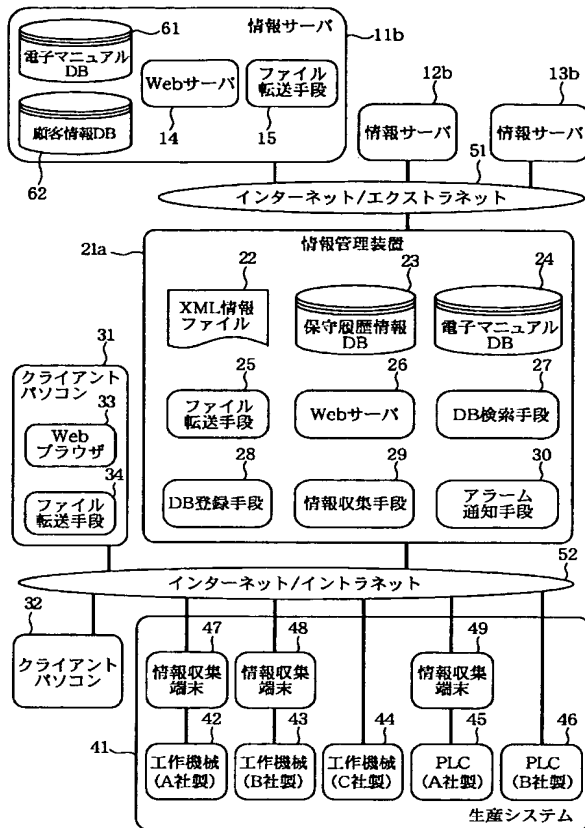 61
情報サーバ
11b
電子マニュアル
DB
Webサーバ
ファイル
転送手段
顧客情報DB
14
15
62
12b
13b
情報サーバ
情報サーバ
51
インターネット/エクストラネット
21a
情報管理装置
22
23
24
XML情報
ファイル
保守履歴情報
DB
電子マニュアル
DB
25
26
27
ファイル
転送手段
Webサーバ
DB検索手段
28
29
30
DB登録手段
情報収集手段
アラーム
通知手段
31
クライアント
パソコン
33
Web
ブラウザ
34
ファイル
転送手段
52
インターネット/イントラネット
32
クライアント
パソコン
47
48
49
情報収集
端末
情報収集
端末
情報収集
端末
41
42
43
44
45
46
工作機械
(A社製)
工作機械
(B社製)
工作機械
(C社製)
PLC
(A社製)
PLC
(B社製)
生産システム